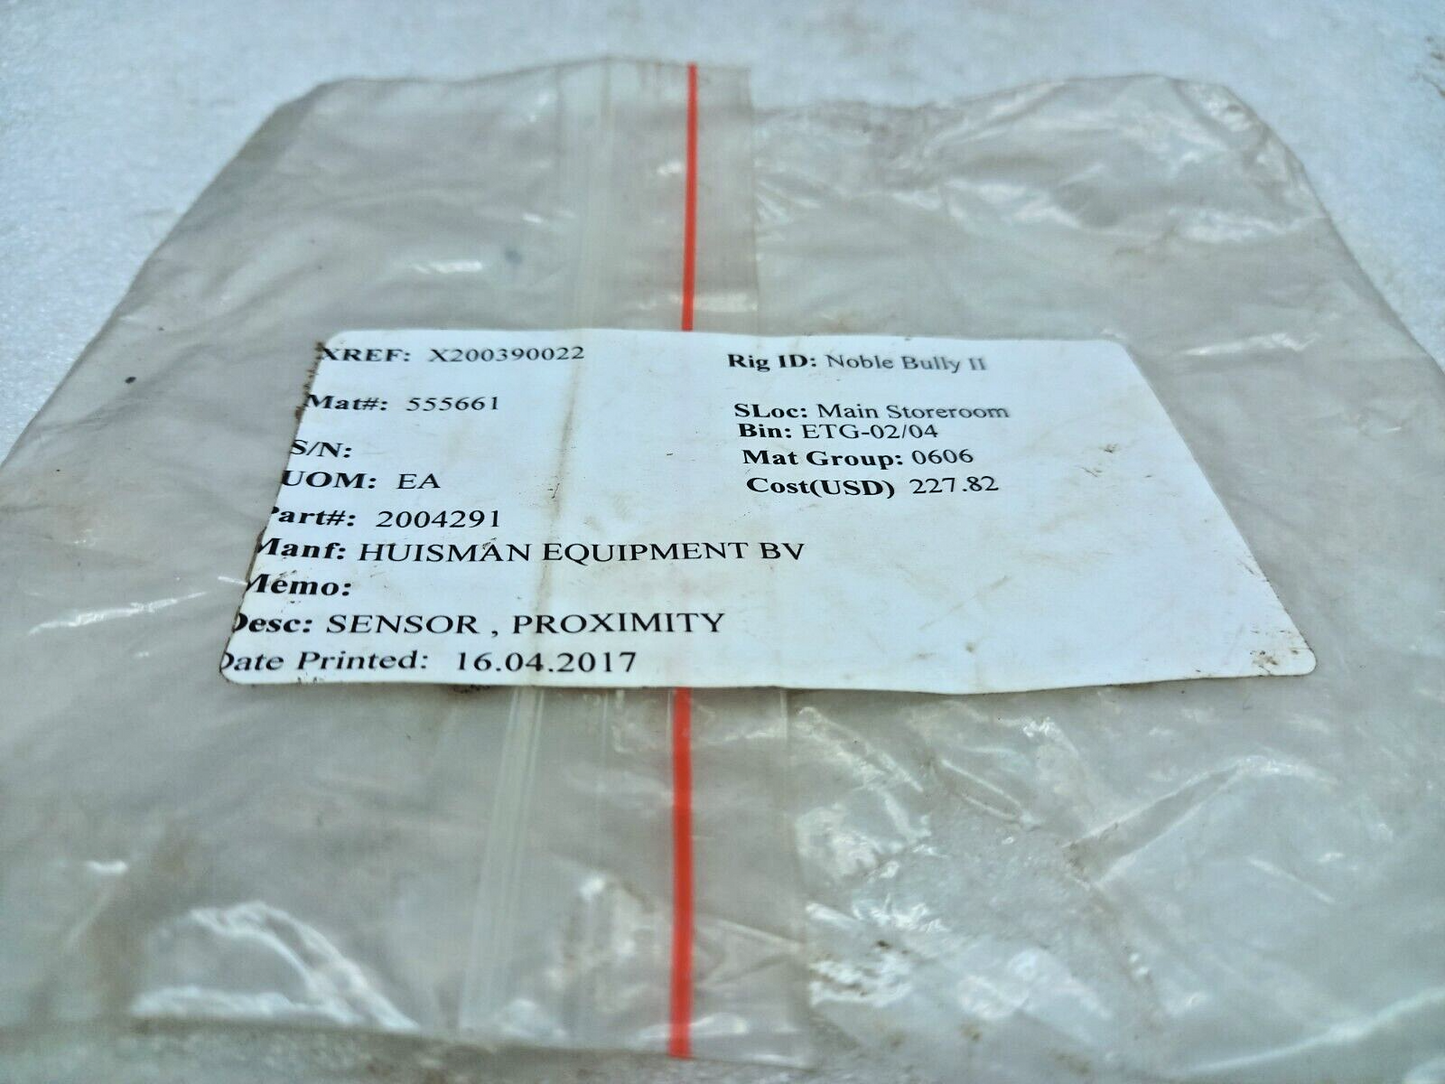 XREF: X200390022
Rig ID: Noble Bully II
Mat#: 555661
SLoc: Main Storeroom
Bin: ETG-02/04
S/N:
Mat Group: 0606
UOM: EA
Cost(USD) 227.82
Part#: 2004291
Manf: HUISMAN EQUIPMENT BV
Memo:
Desc: SENSOR , PROXIMITY
Date Printed: 16.04.2017